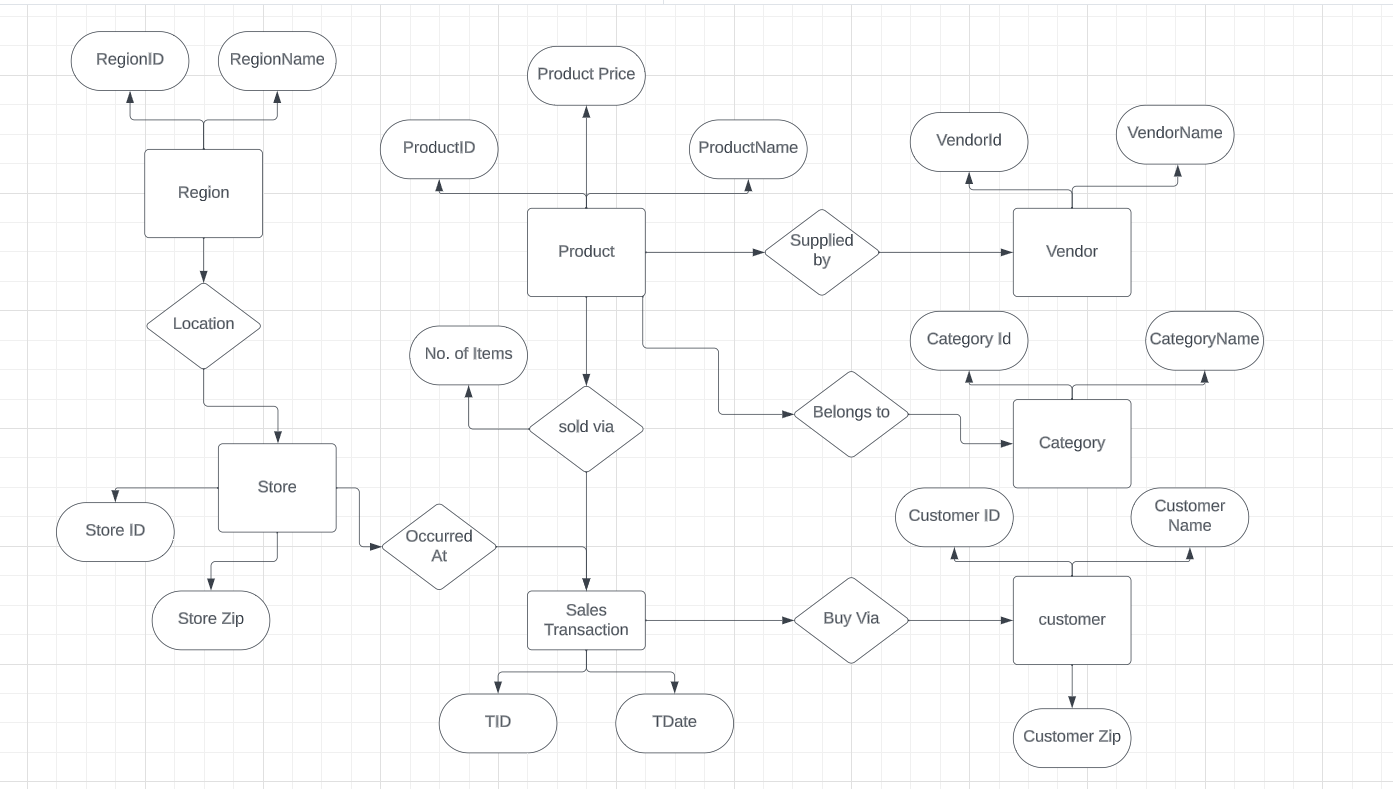 RegionID
RegionName
Product Price
ProductID
ProductName
VendorId
VendorName
Region
Product
Supplied
by
Vendor
Location
No. of Items
Category Id
CategoryName
sold via
Belongs to
Category
Store
Store ID
Occurred
At
Customer ID
Customer
Name
Store Zip
Sales
Transaction
Buy Via
customer
TID
TDate
Customer Zip